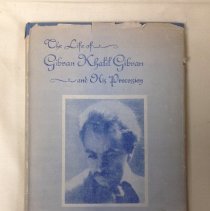 The Life of
Gibran Khalil Gibran
and His Procession